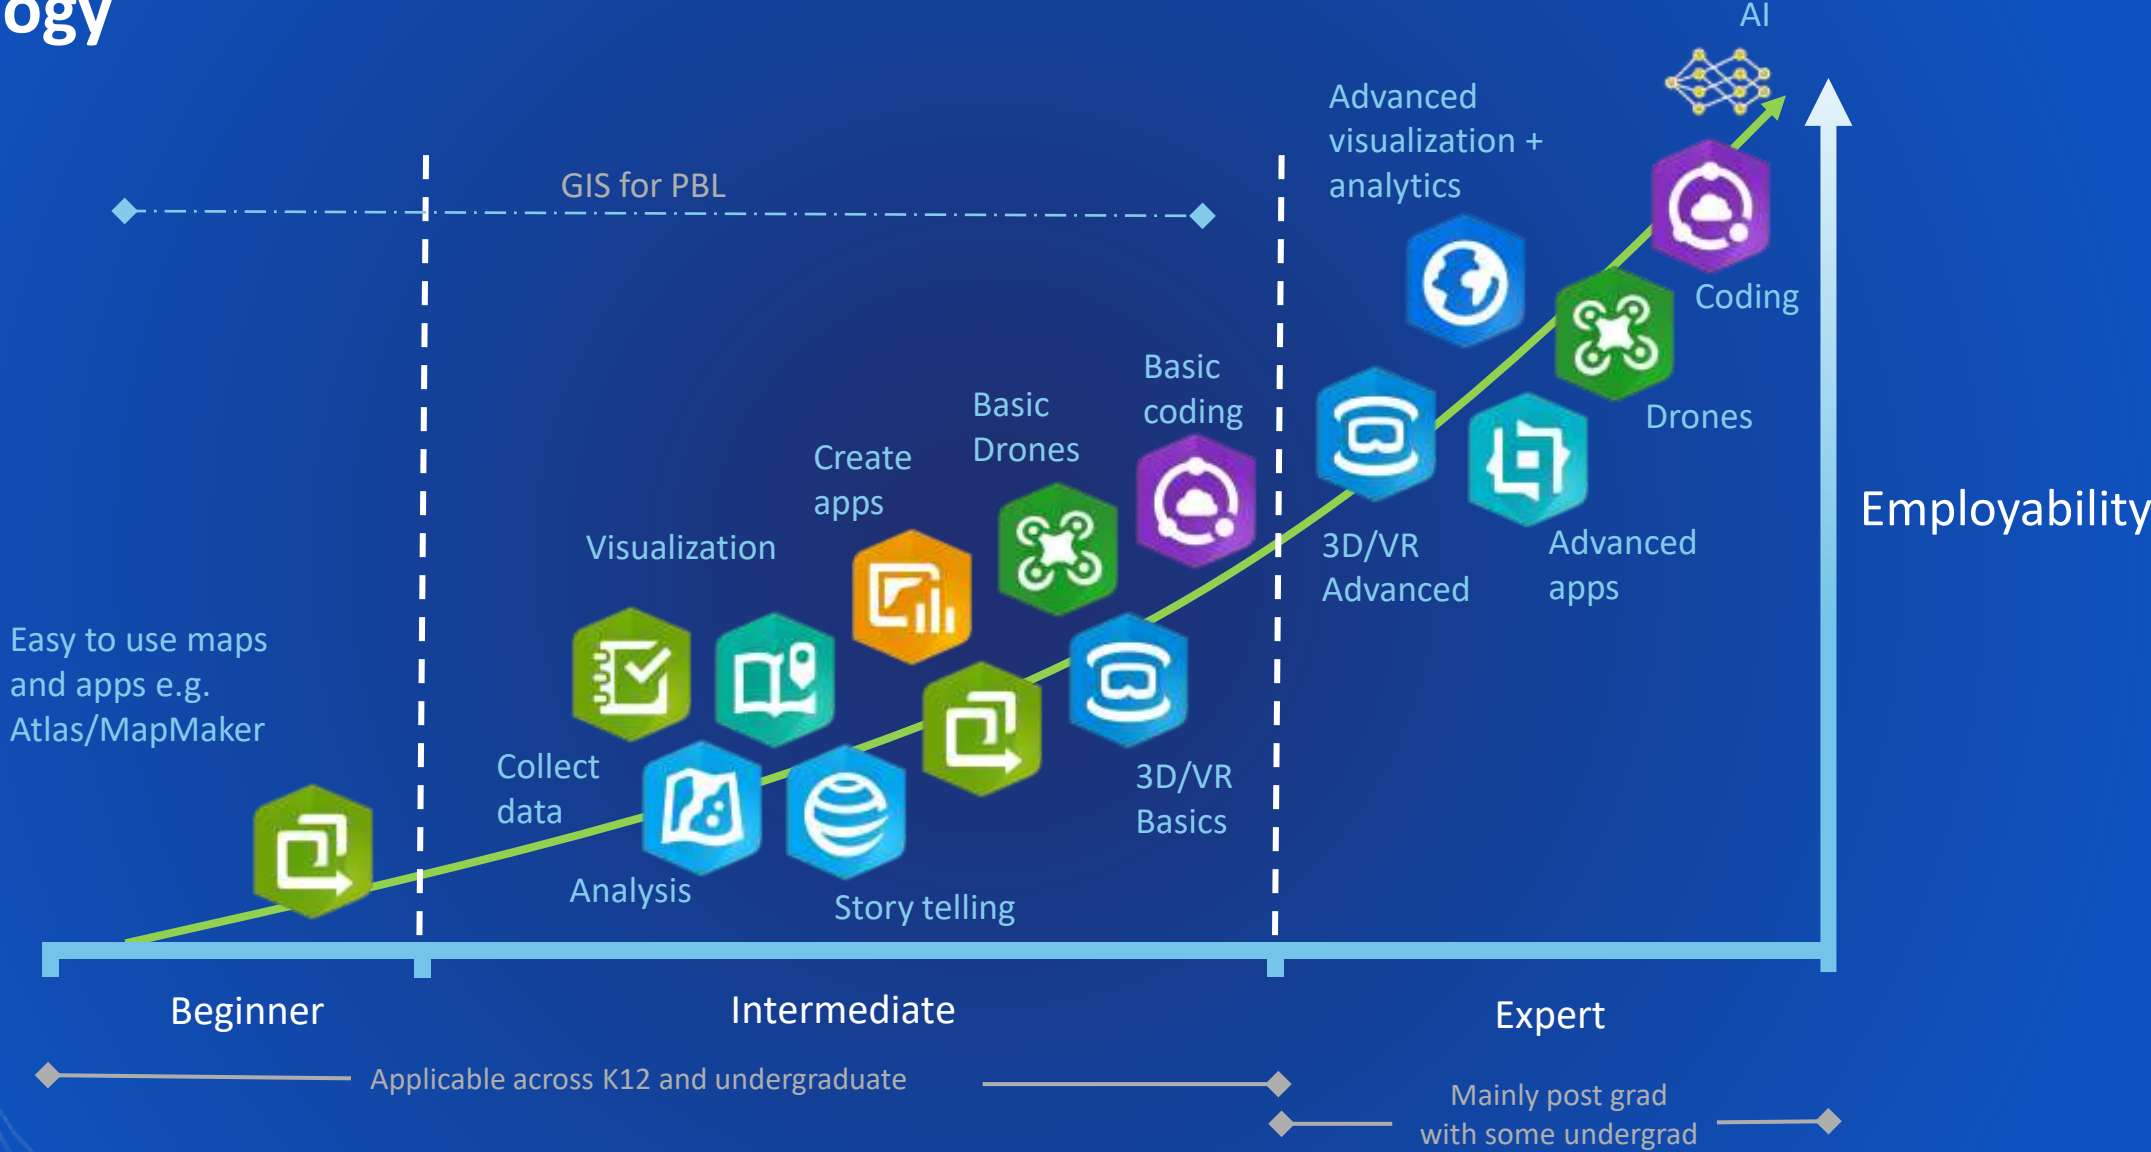 ogy
AI
Advanced
visualization +
analytics
GIS for PBL
Coding
Basic
coding
Basic
Drones
Drones
Create
apps
Employability
Visualization
3D/VR
Advanced
Advanced
apps
Easy to use maps
and apps e.g.
Atlas/MapMaker
Collect
data
3D/VR
Basics
Analysis
Story telling
Beginner
Intermediate
Expert
Applicable across K12 and undergraduate
Mainly post grad
with some undergrad